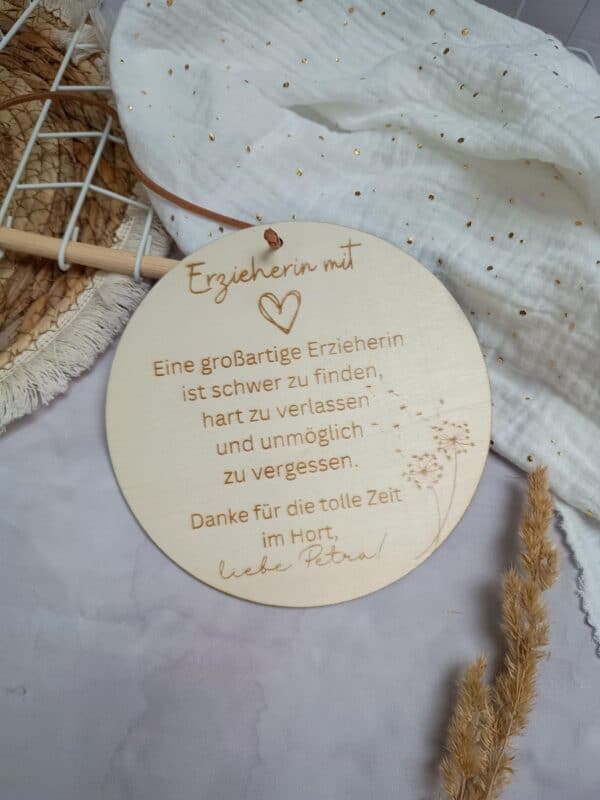 Erzieherin mit
Eine großartige Erzieherin
ist schwer zu finden,
hart zu verlassen
und unmöglich
zu vergessen.
Danke für die tolle Zeit
im Hort,
liebe Petra!